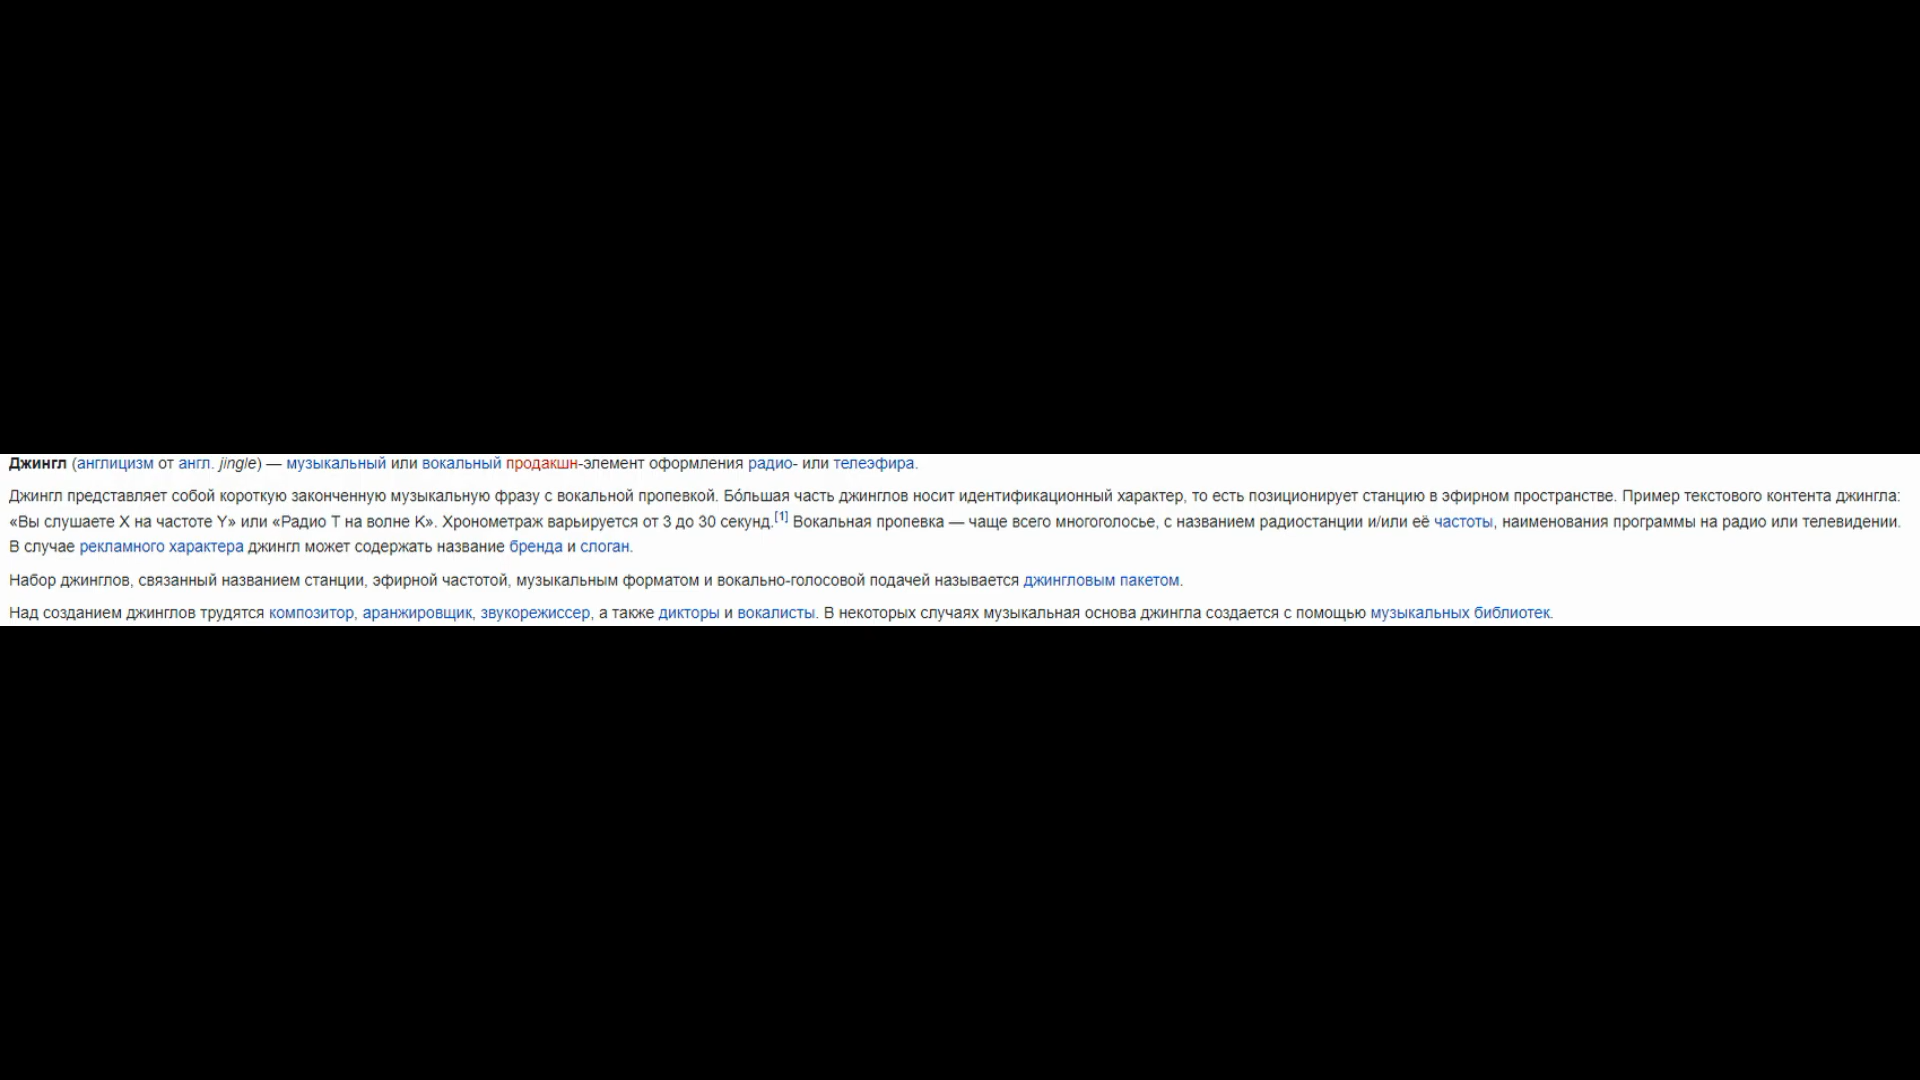 Джингл (англицизм от англ. jingle) — музыкальный или вокальный продакшн-элемент оформления радио- или телеэфира.
Джингл представляет собой короткую законченную музыкальную фразу с вокальной пропевкой. Бо́льшая часть джинглов носит идентификационный характер, то есть позиционирует станцию в эфирном пространстве. Пример текстового контента джингла:
«Вы слушаете X на частоте Y» или «Радио T на волне K». Хронометраж варьируется от 3 до 30 секунд.[1] Вокальная пропевка — чаще всего многоголосье, с названием радиостанции и/или её частоты, наименования программы на радио или телевидении.
В случае рекламного характера джингл может содержать название бренда и слоган.
Набор джинглов, связанный названием станции, эфирной частотой, музыкальным форматом и вокально-голосовой подачей называется джингловым пакетом.
Над созданием джинглов трудятся композитор, аранжировщик, звукорежиссер, а также дикторы и вокалисты. В некоторых случаях музыкальная основа джингла создается с помощью музыкальных библиотек.